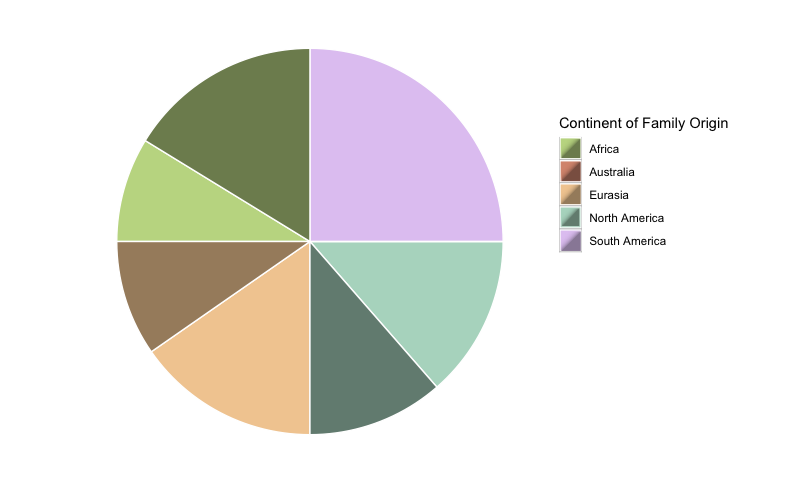 Continent of Family Origin
Africa
Australia
Eurasia
North America
South America